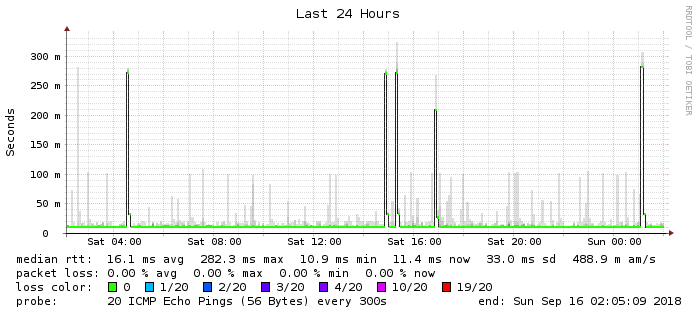 Last 24 Hours
RRDTOOL / TOBI OETIKER
Seconds
300 m
250 m
200 m
150 m
100 m
50 m
0
Sat 04:00 Sat 08:00 Sat 12:00 Sat 16:00 Sat 20:00 Sun 00:00
median rtt: 16.1 ms avg 282.3 ms max 10.9 ms min 11.4 ms now 33.0 ms sd 488.9 m am/s
packet loss: 0.00 % avg 0.00 % max 0.00 % min 0.00 % now
loss color: 0 1/20 2/20 3/20 4/20 10/20 19/20
probe: 20 ICMP Echo Pings (56 Bytes) every 300s end: Sun Sep 16 02:05:09 2018